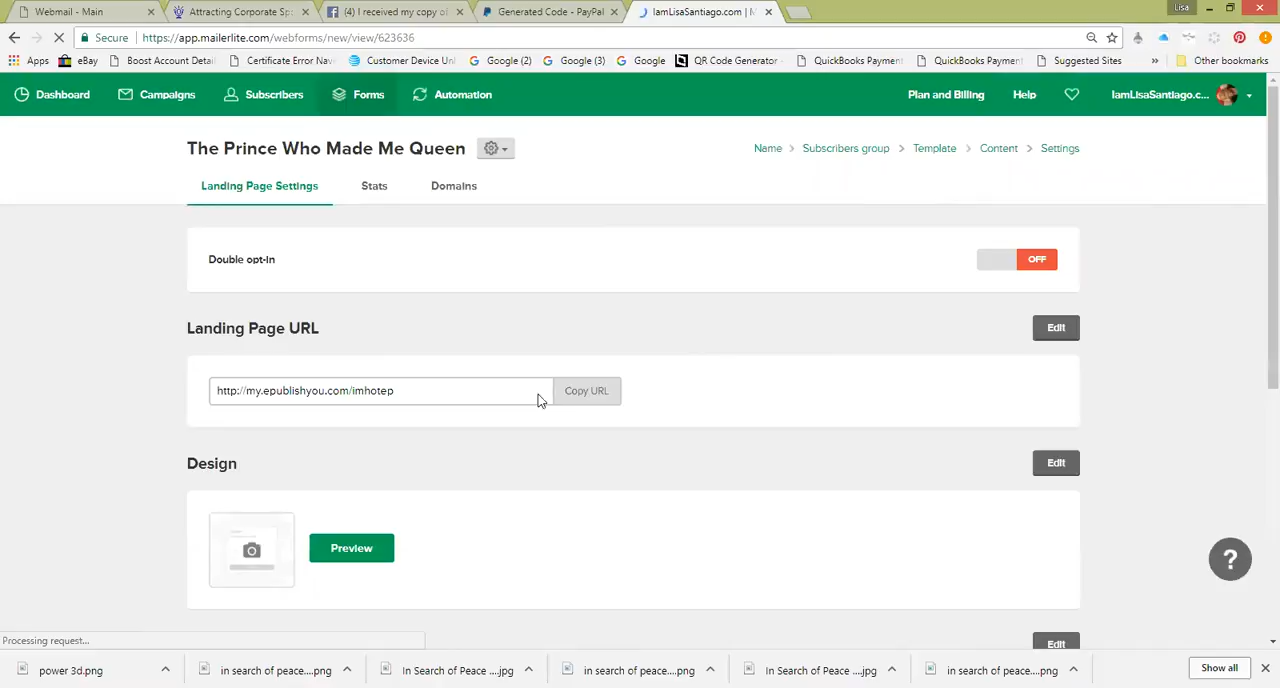 Webmail - Main
Attracting Corporate Sp
(4) I received my copy of
Generated Code - PayPal
IamLisaSantiago.com | M
Lisa
Secure
https://app.mailerlite.com/webforms/new/view/623636
Apps
eBay
Boost Account Detail
Certificate Error Nav
Customer Device Unl
Google (2)
Google (3)
Google
QR Code Generator
QuickBooks Payment
QuickBooks Payment
Suggested Sites
»
Other bookmarks
Dashboard
Campaigns
Subscribers
Forms
Automation
Plan and Billing
Help
IamLisaSantiago.c...
The Prince Who Made Me Queen
Name > Subscribers group > Template > Content > Settings
Landing Page Settings
Stats
Domains
Double opt-in
OFF
Landing Page URL
Edit
http://my.epublishyou.com/imhotep
Copy URL
Design
Edit
Preview
?
Edit
Processing request...
power 3d.png
in search of peace....png
In Search of Peace ....jpg
in search of peace....png
In Search of Peace ....jpg
in search of peace....png
Show all